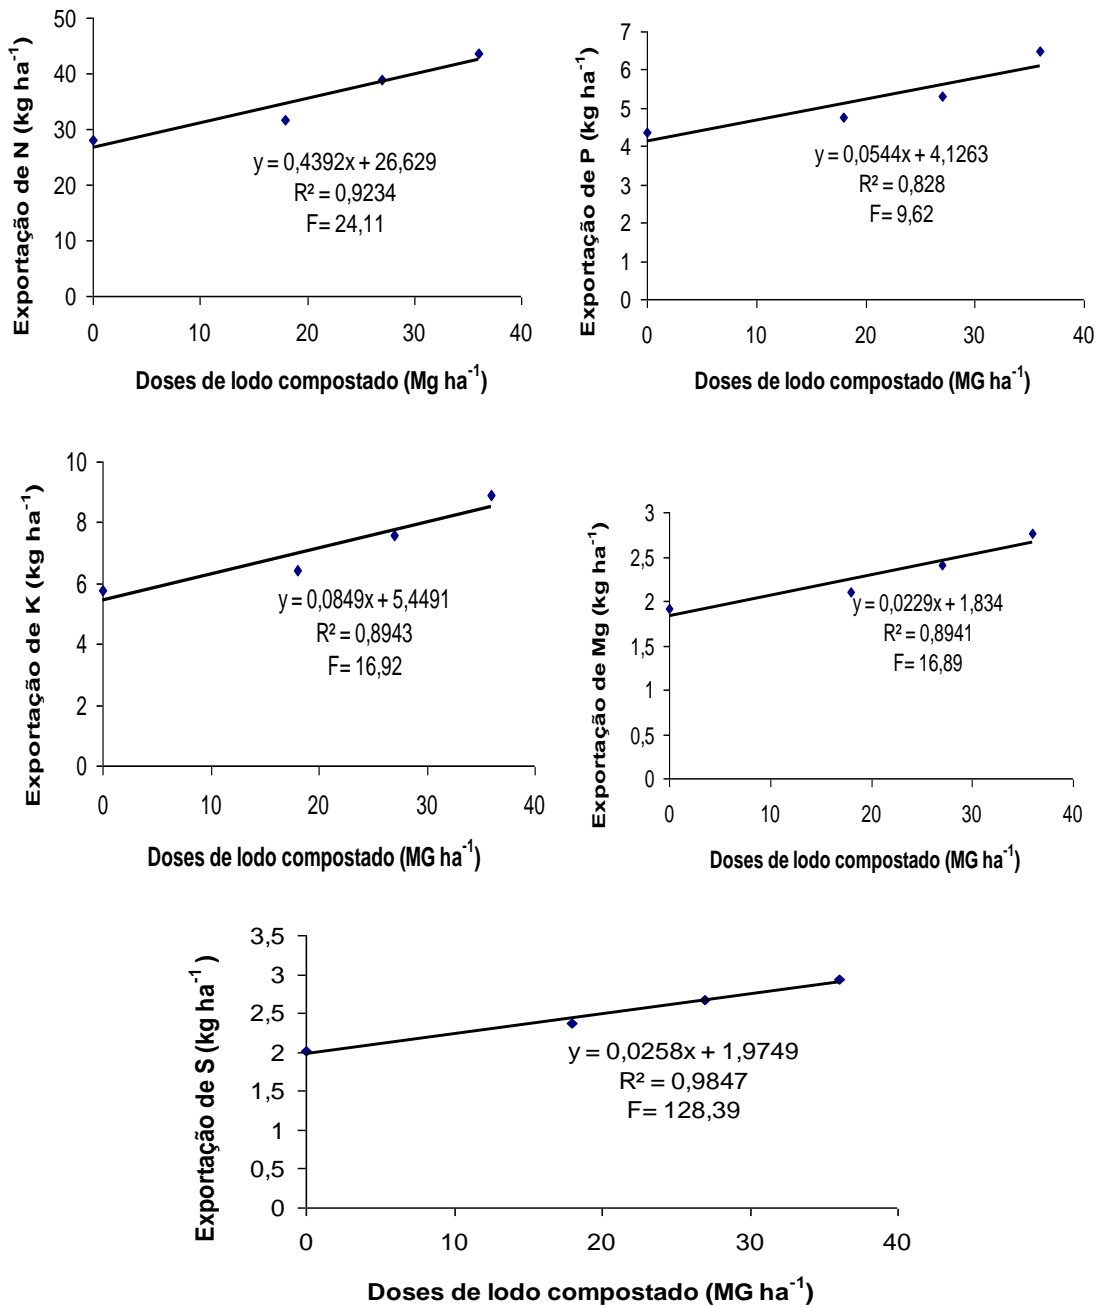 Exportação de N (kg ha⁻¹)
50
40
30
20
10
0
y = 0,4392x + 26,629
R² = 0,9234
F= 24,11
0 10 20 30 40
Doses de lodo compostado (Mg ha⁻¹)
Exportação de P (kg ha⁻¹)
7
6
5
4
3
2
1
0
y = 0,0544x + 4,1263
R² = 0,828
F= 9,62
0 10 20 30 40
Doses de lodo compostado (MG ha⁻¹)
Exportação de K (kg ha⁻¹)
10
8
6
4
2
0
y = 0,0849x + 5,4491
R² = 0,8943
F= 16,92
0 10 20 30 40
Doses de lodo compostado (MG ha⁻¹)
Exportação de Mg (kg ha⁻¹)
3
2,5
2
1,5
1
0,5
0
y = 0,0229x + 1,834
R² = 0,8941
F= 16,89
0 10 20 30 40
Doses de lodo compostado (MG ha⁻¹)
Exportação de S (kg ha⁻¹ )
3,5
3
2,5
2
1,5
1
0,5
0
y = 0,0258x + 1,9749
R² = 0,9847
F= 128,39
0 10 20 30 40
Doses de lodo compostado (MG ha⁻¹)